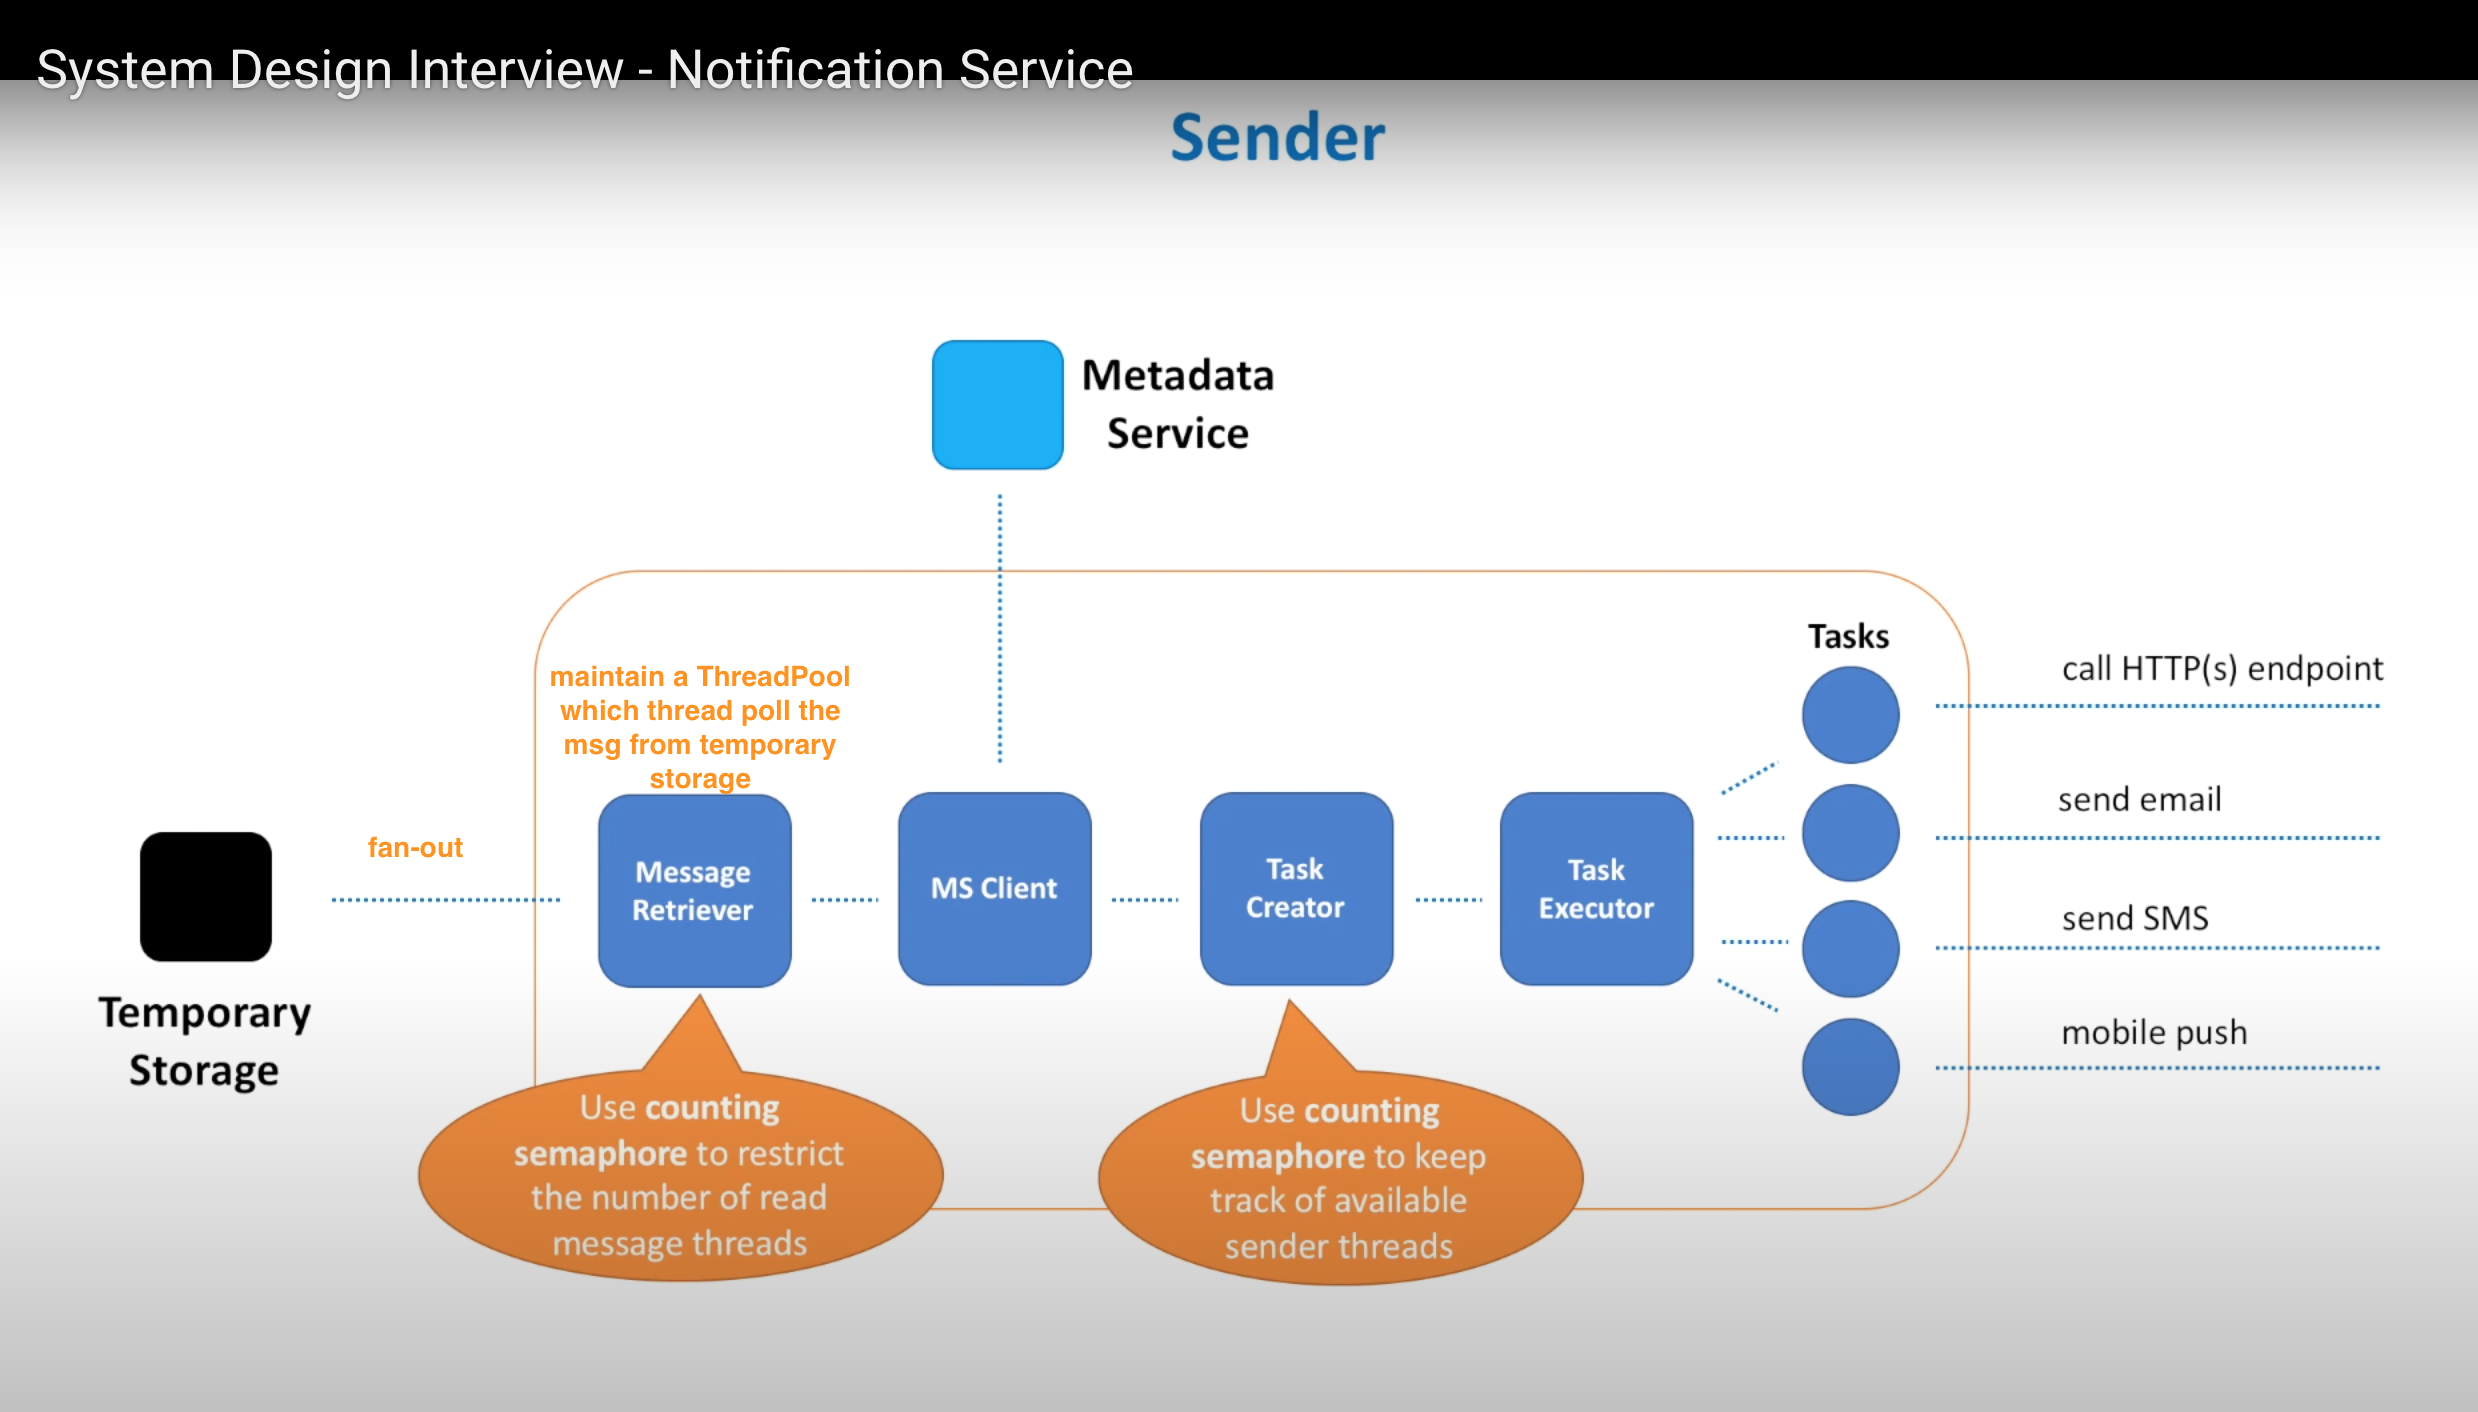 System Design Interview - Notification Service
Sender
Metadata
Service
maintain a ThreadPool
which thread poll the
msg from temporary
storage
Tasks
call HTTP(s) endpoint
send email
send SMS
mobile push
fan-out
Message
Retriever
MS Client
Task
Creator
Task
Executor
Temporary
Storage
Use counting
semaphore to restrict
the number of read
message threads
Use counting
semaphore to keep
track of available
sender threads